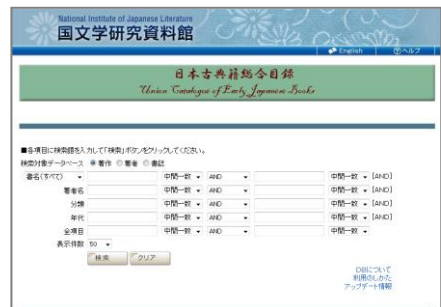 National Institute of Japanese Literature
国文学研究資料館
English ヘルプ
日本古典籍総合目録
Union Catalogue of Early Japanese Books
■各項目に検索語を入力して「検索」ボタンをクリックしてください。
検索対象データベース 著作 著者 書誌
書名(すべて) 中間一致 AND 中間一致 [AND]
著者名 中間一致 AND 中間一致 [AND]
分類 中間一致 AND 中間一致 [AND]
年代 中間一致 AND 中間一致 [AND]
全項目 中間一致 AND 中間一致
表示件数 50
検索 クリア
DBについて
利用のしかた
アップデート情報